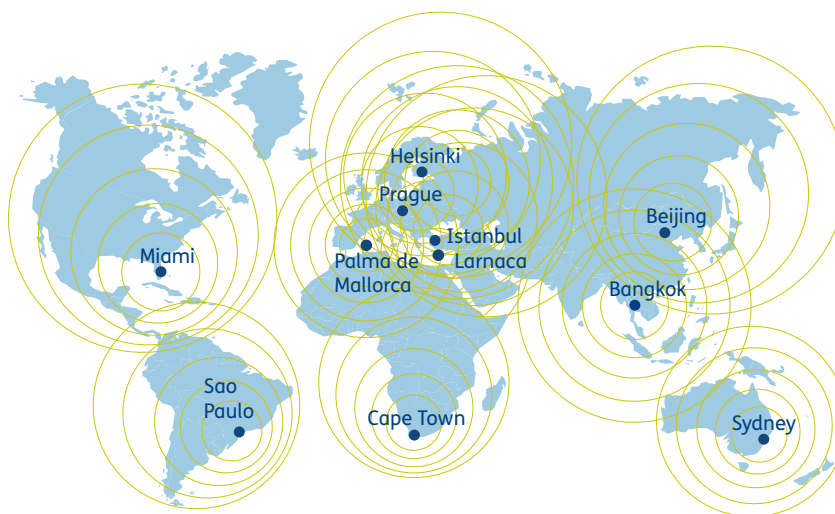 Helsinki
Prague
Beijing
Istanbul
Miami
Palma de
Mallorca
Larnaca
Bangkok
Sao
Paulo
Cape Town
Sydney